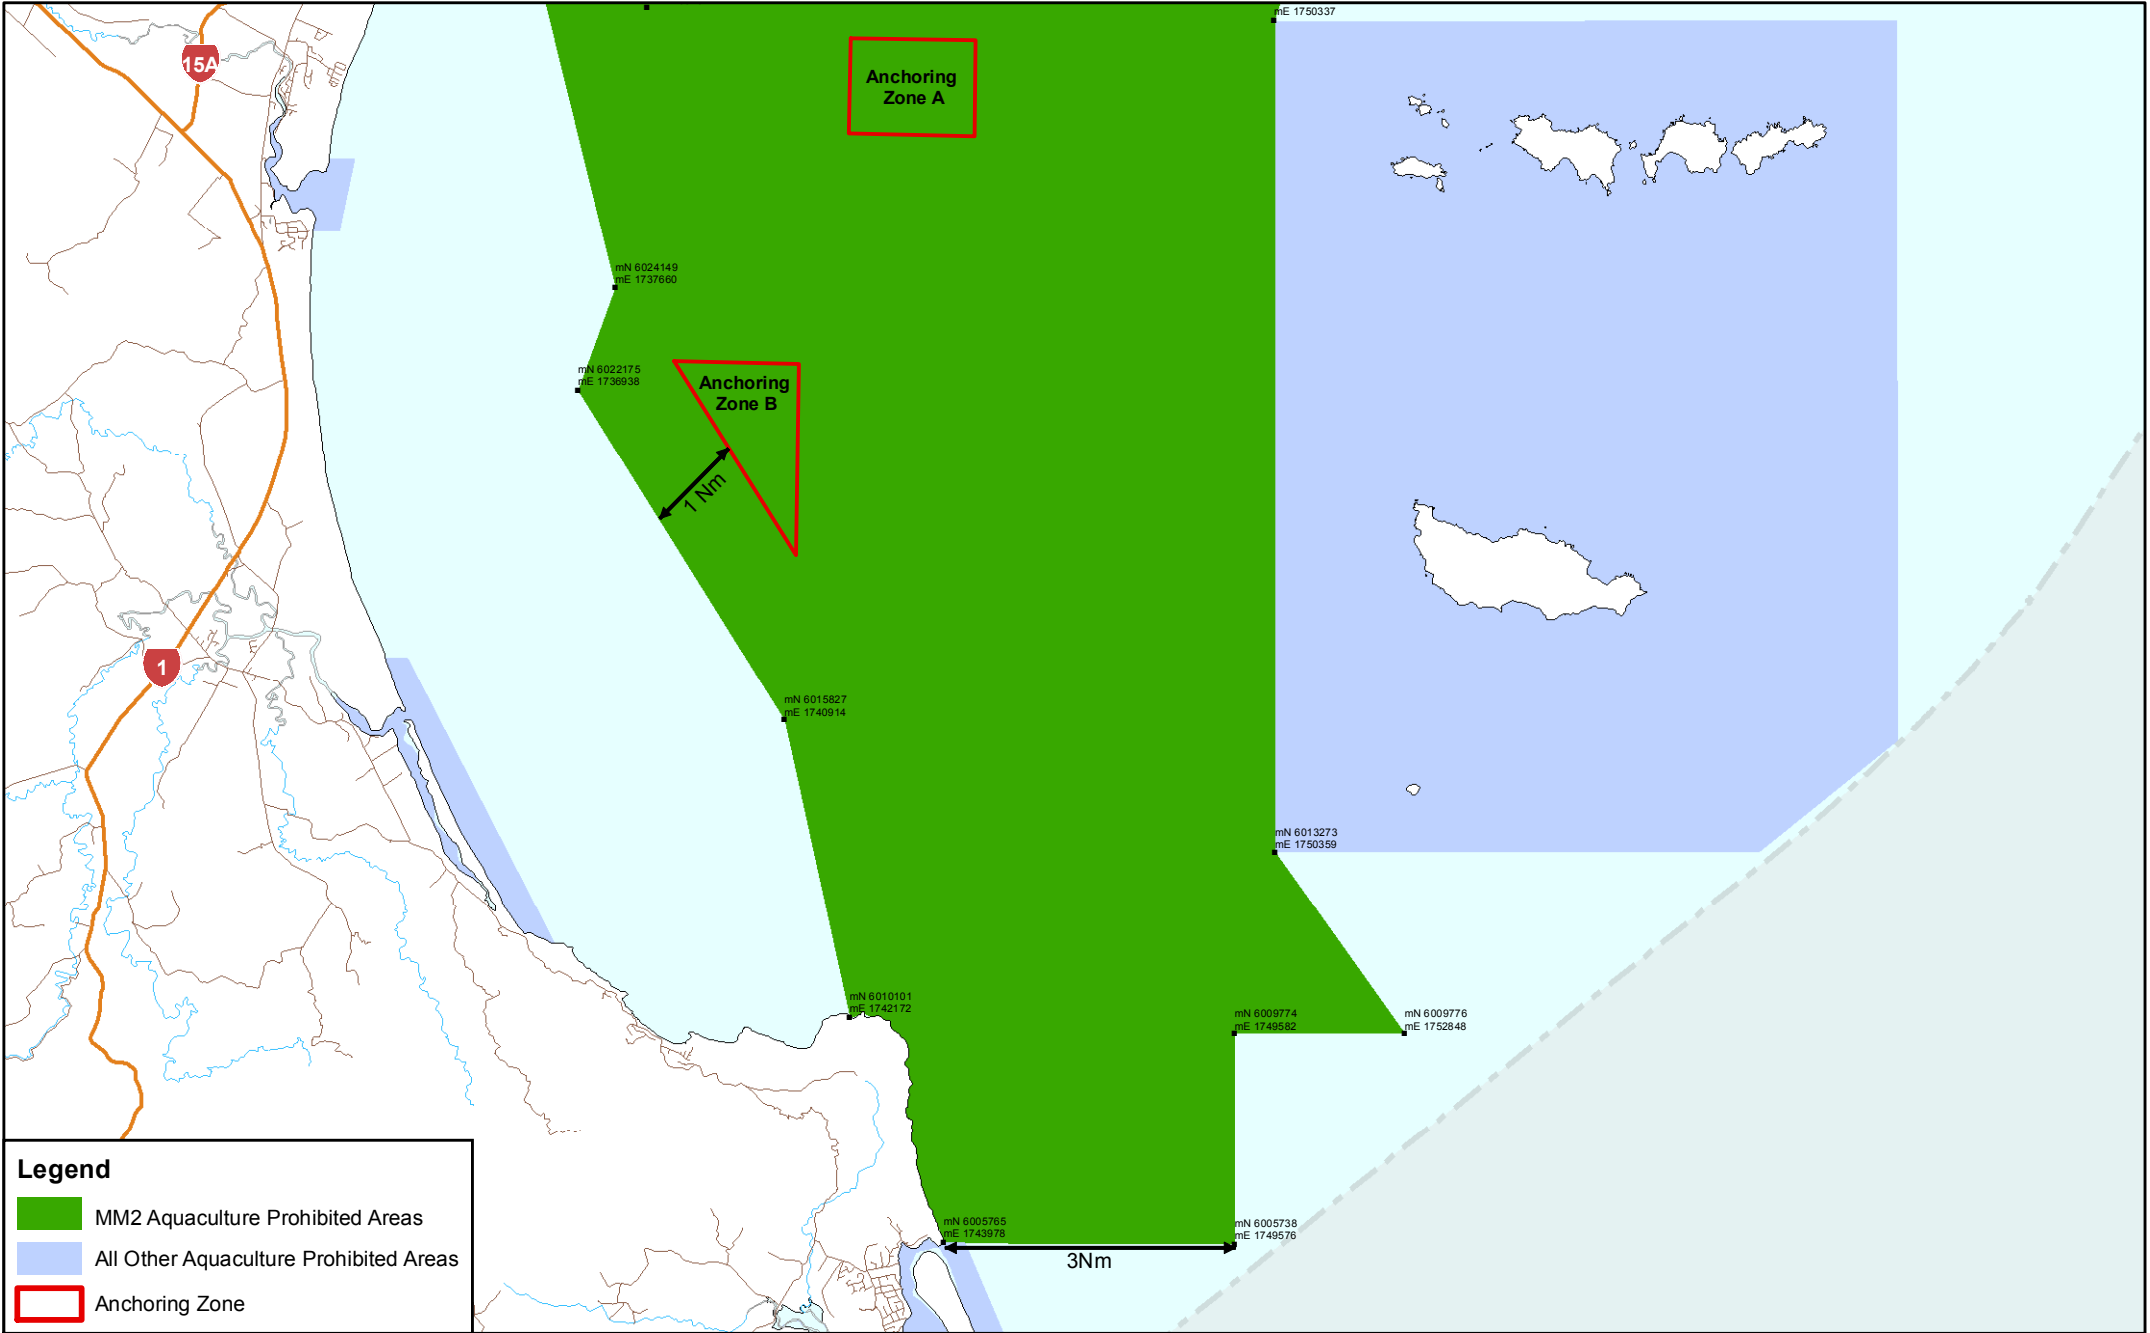 mE 1750337
15A
Anchoring
Zone A
mN 6024149
mE 1737660
mN 6022175
mE 1736938
Anchoring
Zone B
1 Nm
1
mN 6015827
mE 1740914
mN 6013273
mE 1750359
mN 6010101
mE 1742172
mN 6009774
mE 1749582
mN 6009776
mE 1752848
mN 6005765
mE 1743978
mN 6005738
mE 1749576
3Nm
Legend
MM2 Aquaculture Prohibited Areas
All Other Aquaculture Prohibited Areas
Anchoring Zone